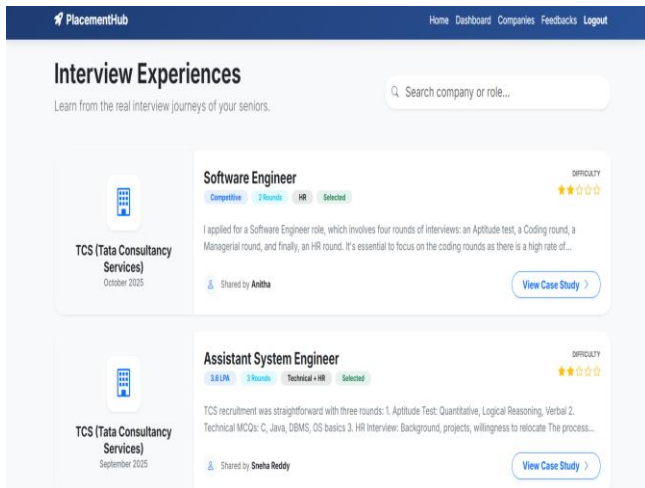 PlacementHub
Home Dashboard Companies Feedbacks Logout
Interview Experiences
Learn from the real interview journeys of your seniors.
Search company or role...
TCS (Tata Consultancy
Services)
October 2025
Software Engineer
Competitive 2 Rounds HR Selected
DIFFICULTY
I applied for a Software Engineer role, which involves four rounds of interviews: an Aptitude test, a Coding round, a
Managerial round, and finally, an HR round. It's essential to focus on the coding rounds as there is a high rate of...
Shared by Anitha
View Case Study
TCS (Tata Consultancy
Services)
September 2025
Assistant System Engineer
3.6 LPA 3 Rounds Technical + HR Selected
DIFFICULTY
TCS recruitment was straightforward with three rounds: 1. Aptitude Test: Quantitative, Logical Reasoning, Verbal 2.
Technical MCQs: C, Java, DBMS, OS basics 3. HR Interview: Background, projects, willingness to relocate The process...
Shared by Sneha Reddy
View Case Study